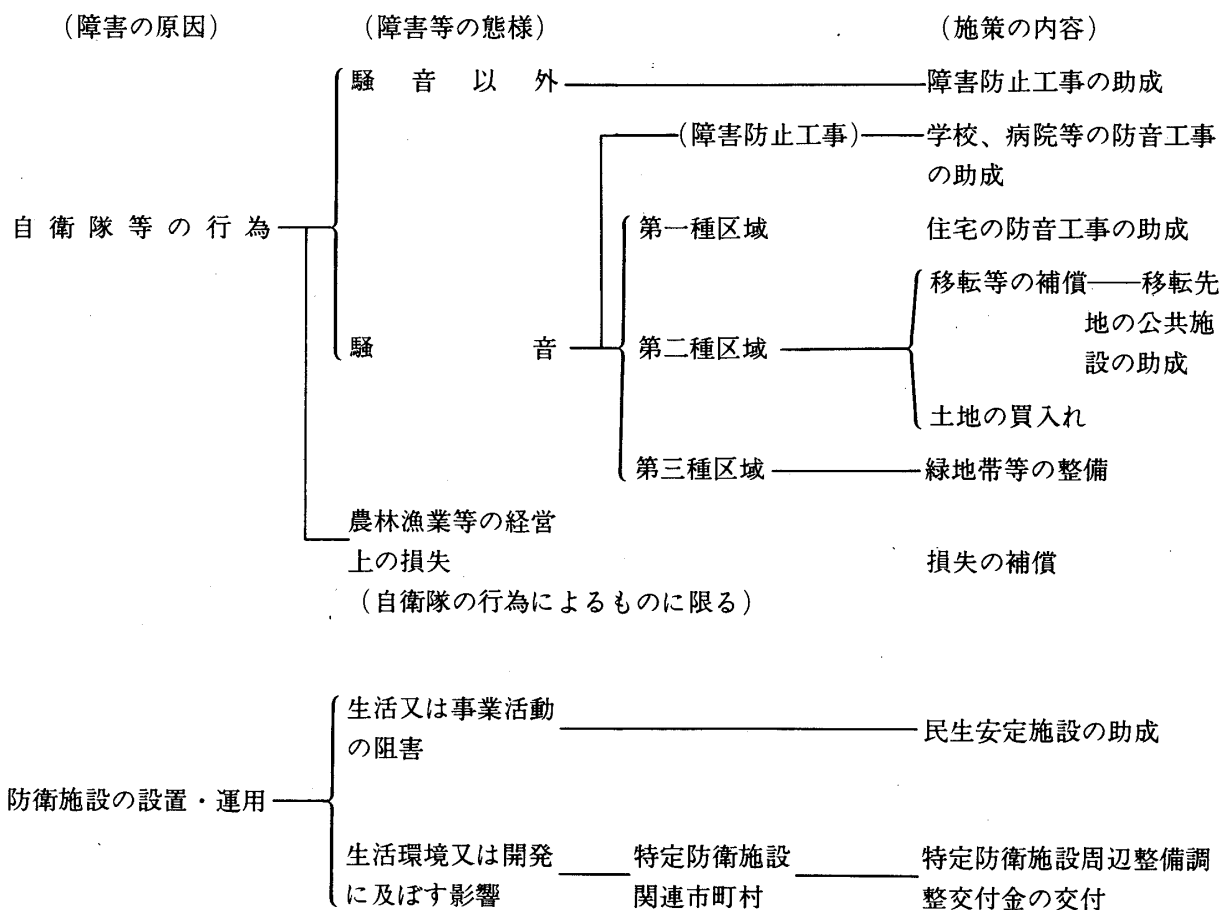 (障害の原因) (障害等の態様) (施策の内容)
騒音以外 障害防止工事の助成
(障害防止工事) 学校、病院等の防音工事
の助成
自衛隊等の行為 第一種区域 住宅の防音工事の助成
移転等の補償――移転先
地の公共施
騒音 第二種区域
設の助成
土地の買入れ
第三種区域 緑地帯等の整備
農林漁業等の経営
上の損失 損失の補償
(自衛隊の行為によるものに限る)
生活又は事業活動
の阻害 民生安定施設の助成
防衛施設の設置・運用
生活環境又は開発 特定防衛施設 特定防衛施設周辺整備調
に及ぼす影響 関連市町村 整交付金の交付